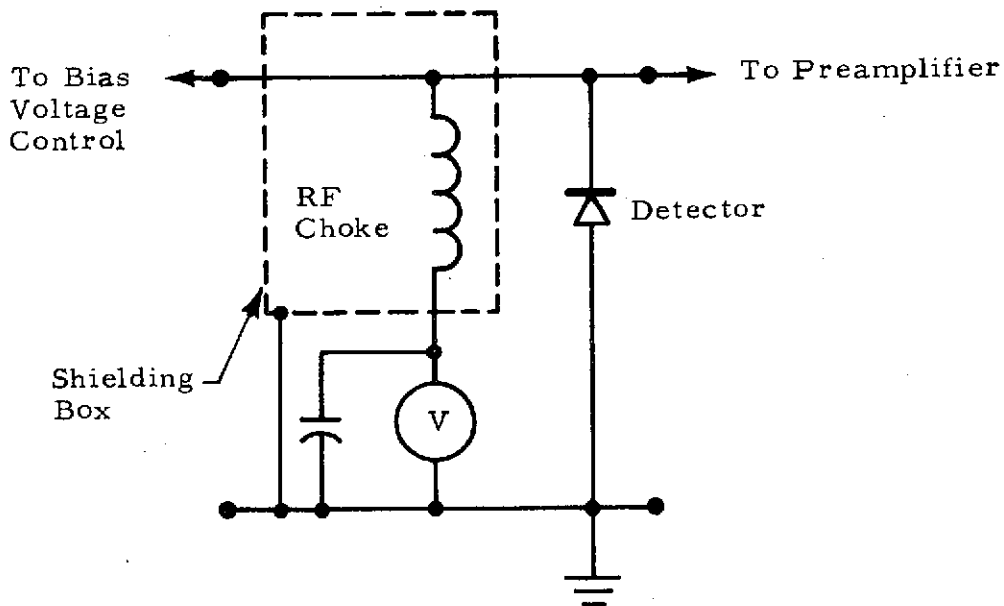 To Bias
Voltage
Control
To Preamplifier
RF
Choke
Detector
Shielding
Box
V